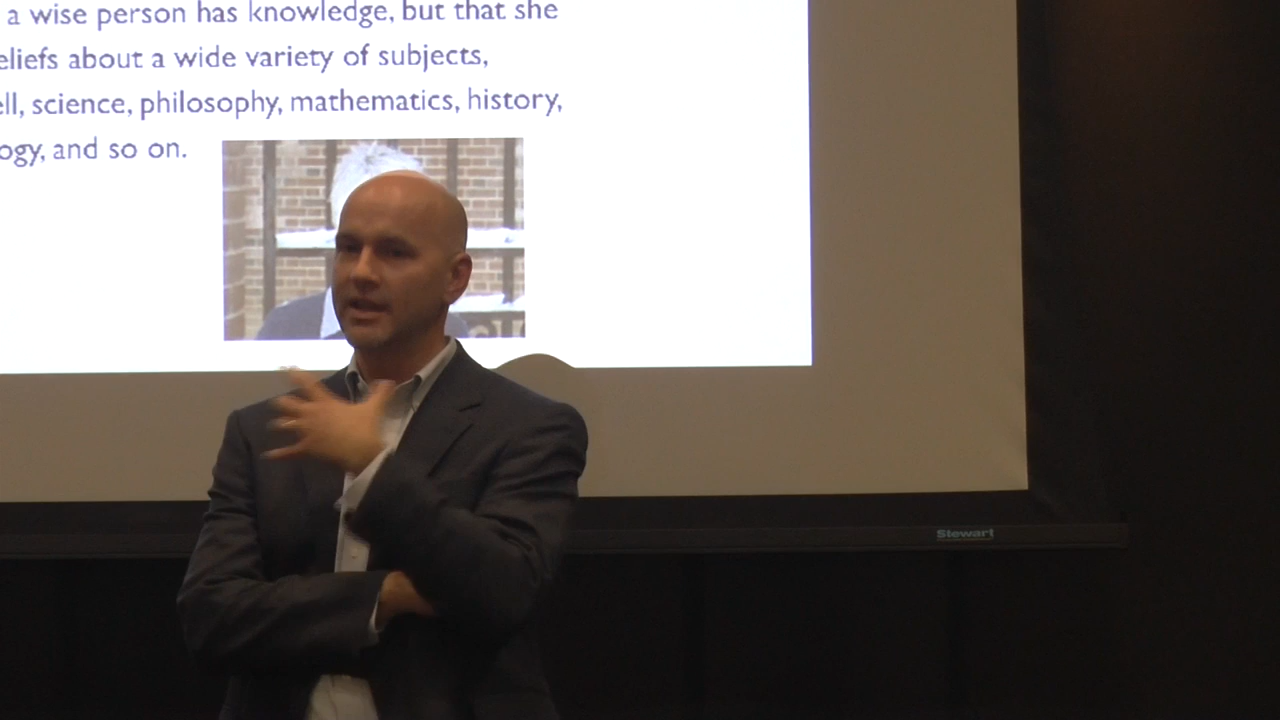 a wise person has knowledge, but that she
eliefs about a wide variety of subjects,
ell, science, philosophy, mathematics, history,
ogy, and so on.
Stewart